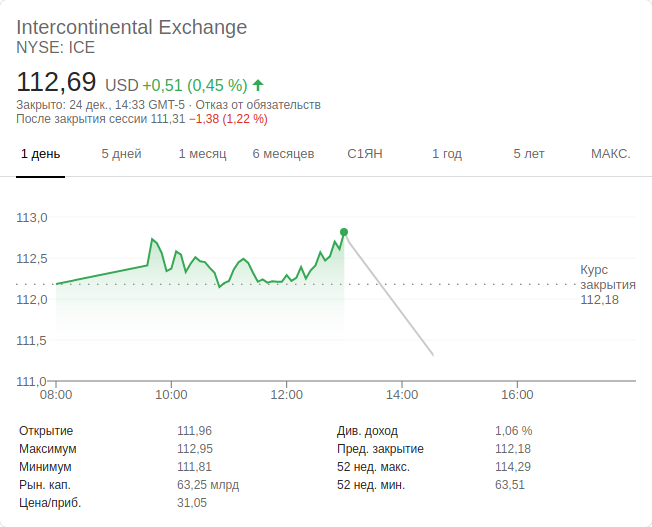 Intercontinental Exchange
NYSE: ICE
112,69 USD +0,51 (0,45 %) ↑
Закрыто: 24 дек., 14:33 GMT-5 · Отказ от обязательств
После закрытия сессии 111,31 −1,38 (1,22 %)
1 день 5 дней 1 месяц 6 месяцев С1ЯН 1 год 5 лет МАКС.
113,0
112,5
112,0
111,5
111,0
Курс
закрытия
112,18
08:00 10:00 12:00 14:00 16:00
Открытие 111,96 Див. доход 1,06 %
Максимум 112,95 Пред. закрытие 112,18
Минимум 111,81 52 нед. макс. 114,29
Рын. кап. 63,25 млрд 52 нед. мин. 63,51
Цена/приб. 31,05